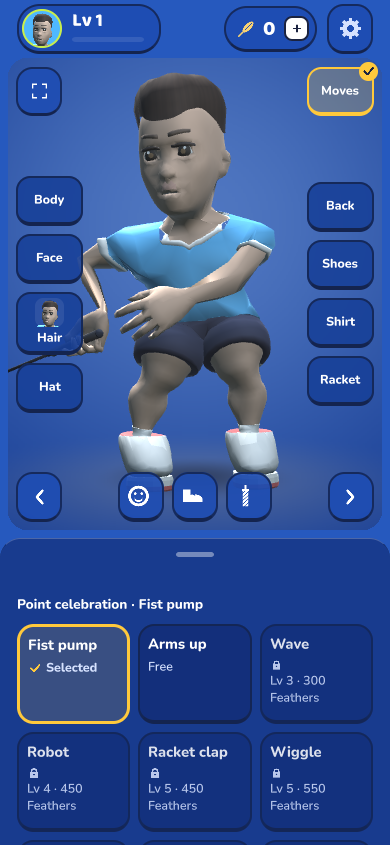 Lv 1
0
Moves
Body
Back
Face
Shoes
Hair
Shirt
Hat
Racket
Point celebration · Fist pump
Fist pump
Selected
Arms up
Free
Wave
Lv 3 · 300
Feathers
Robot
Lv 4 · 450
Feathers
Racket clap
Lv 5 · 450
Feathers
Wiggle
Lv 5 · 550
Feathers